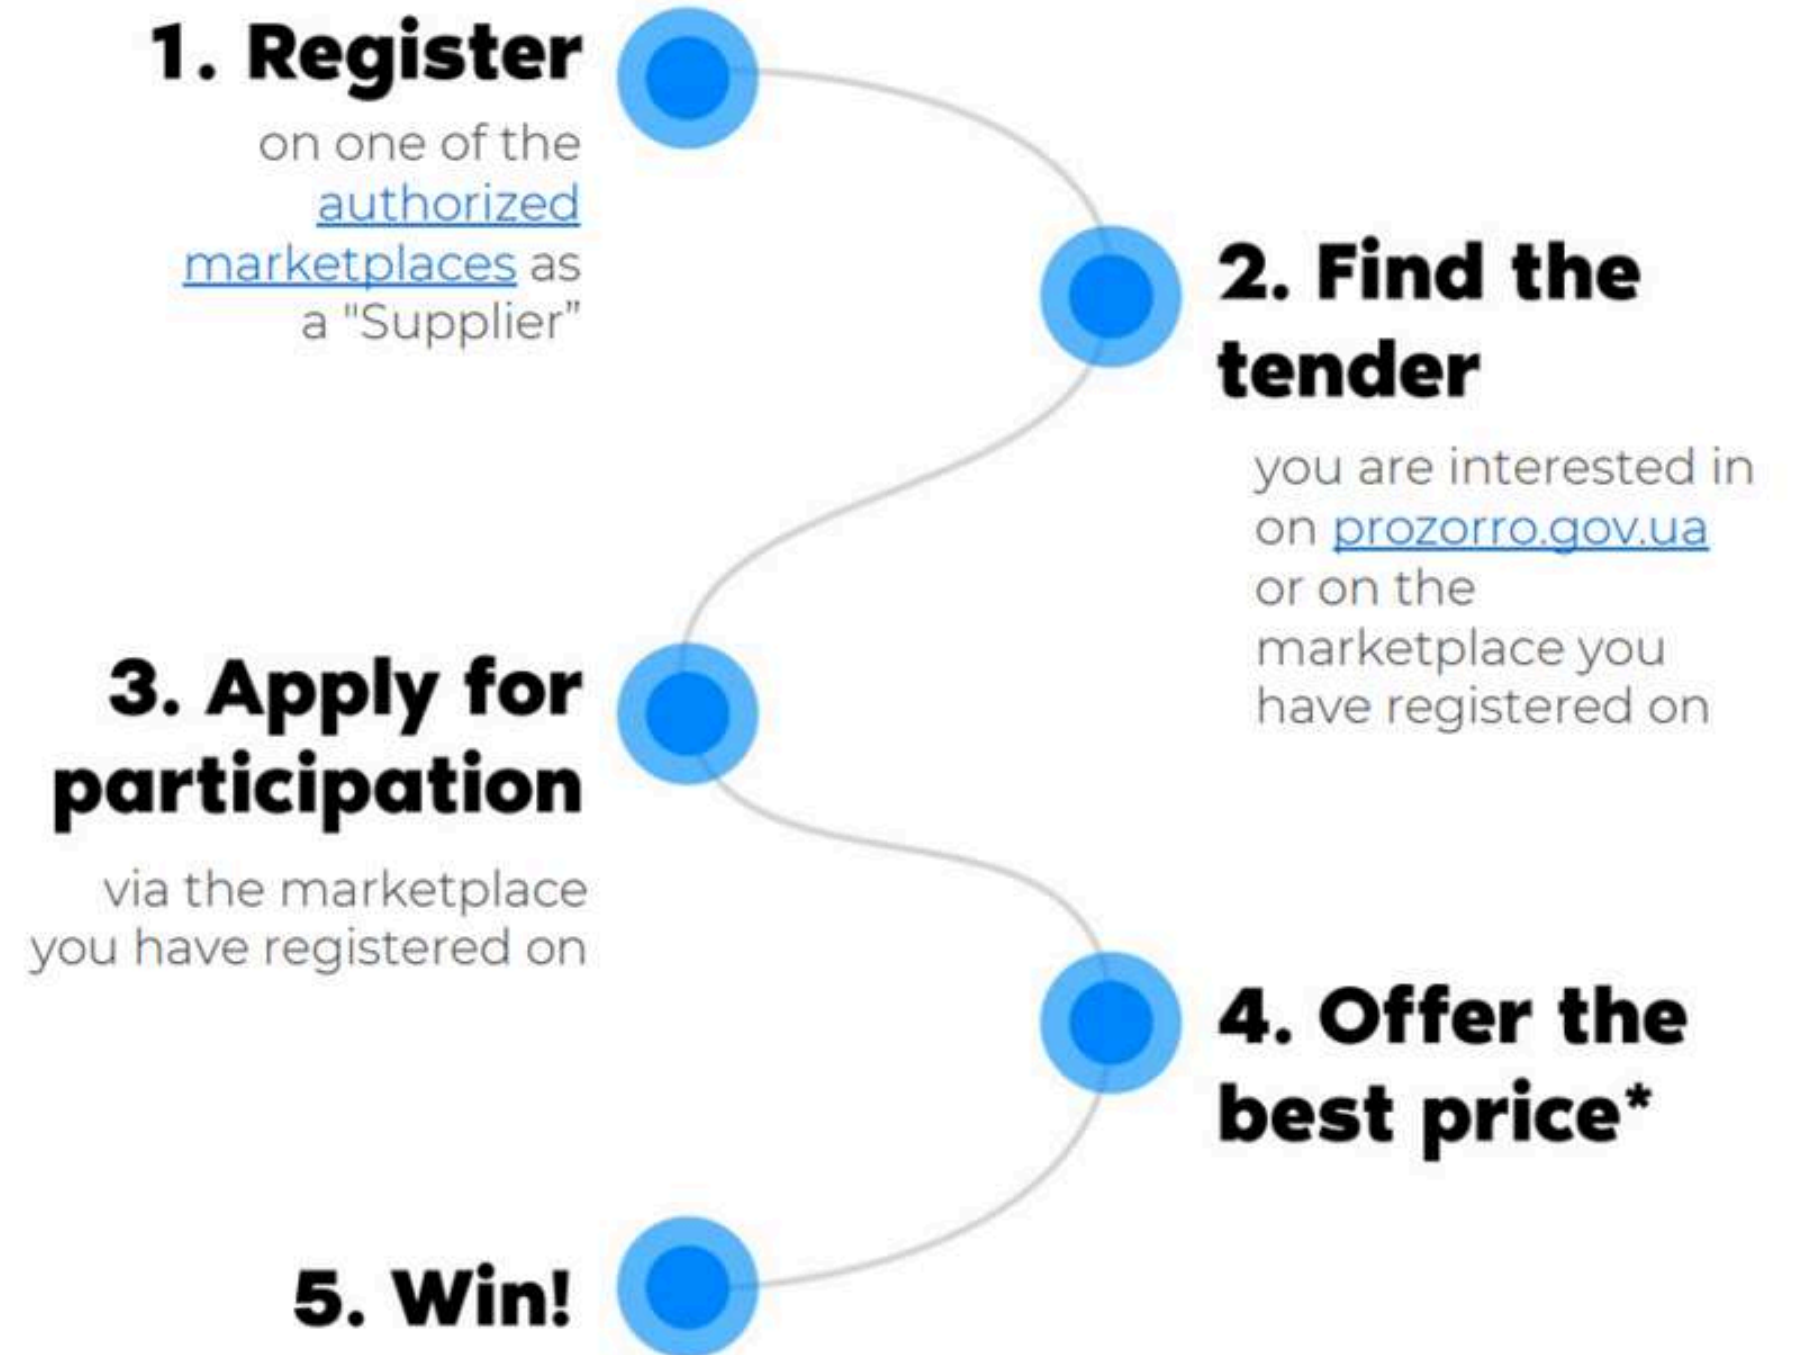 1. Register
on one of the
authorized
marketplaces as
a "Supplier”
2. Find the
tender
you are interested in
on prozorro.gov.ua
or on the
marketplace you
have registered on
3. Apply for
participation
via the marketplace
you have registered on
4. Offer the
best price*
5. Win!